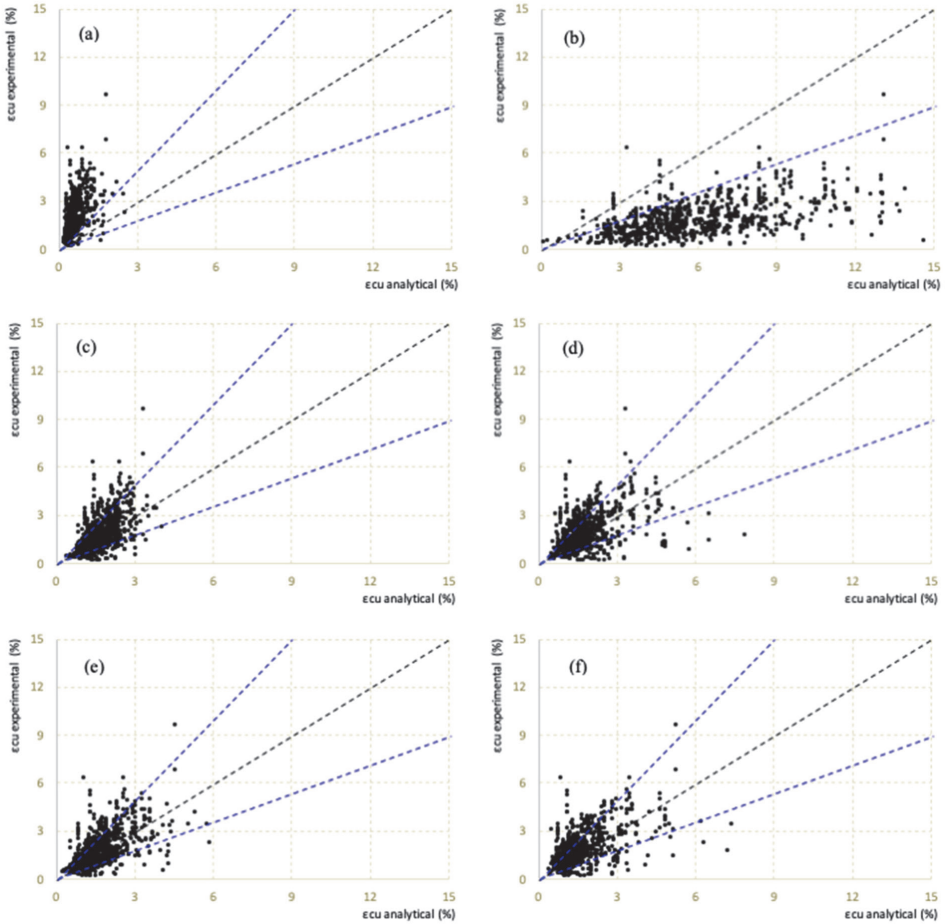 (a)
εcu experimental (%)
15
12
9
6
3
0
0 3 6 9 12 15
εcu analytical (%)
(b)
εcu experimental (%)
15
12
9
6
3
0
0 3 6 9 12 15
εcu analytical (%)
(c)
εcu experimental (%)
15
12
9
6
3
0
0 3 6 9 12 15
εcu analytical (%)
(d)
εcu experimental (%)
15
12
9
6
3
0
0 3 6 9 12 15
εcu analytical (%)
(e)
εcu experimental (%)
15
12
9
6
3
0
0 3 6 9 12 15
εcu analytical (%)
(f)
εcu experimental (%)
15
12
9
6
3
0
0 3 6 9 12 15
εcu analytical (%)